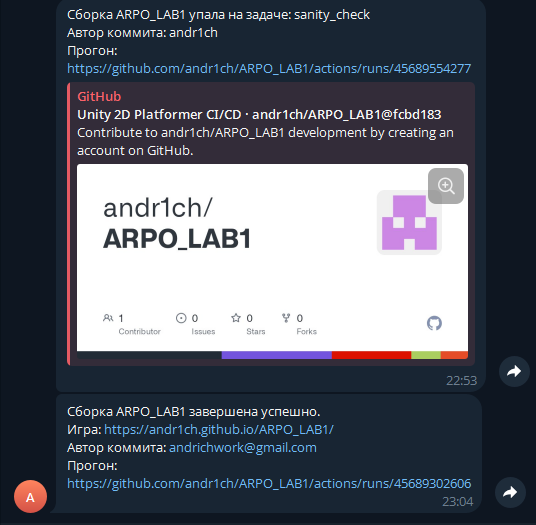 Сборка ARPO_LAB1 упала на задаче: sanity_check
Автор коммита: andr1ch
Прогон:
https://github.com/andr1ch/ARPO_LAB1/actions/runs/45689554277
GitHub
Unity 2D Platformer CI/CD · andr1ch/ARPO_LAB1@fcbd183
Contribute to andr1ch/ARPO_LAB1 development by creating an
account on GitHub.
andr1ch/
ARPO_LAB1
1
Contributor
0
Issues
0
Stars
0
Forks
22:53
Сборка ARPO_LAB1 завершена успешно.
Игра: https://andr1ch.github.io/ARPO_LAB1/
Автор коммита: andrichwork@gmail.com
Прогон:
https://github.com/andr1ch/ARPO_LAB1/actions/runs/45689302606
23:04
A